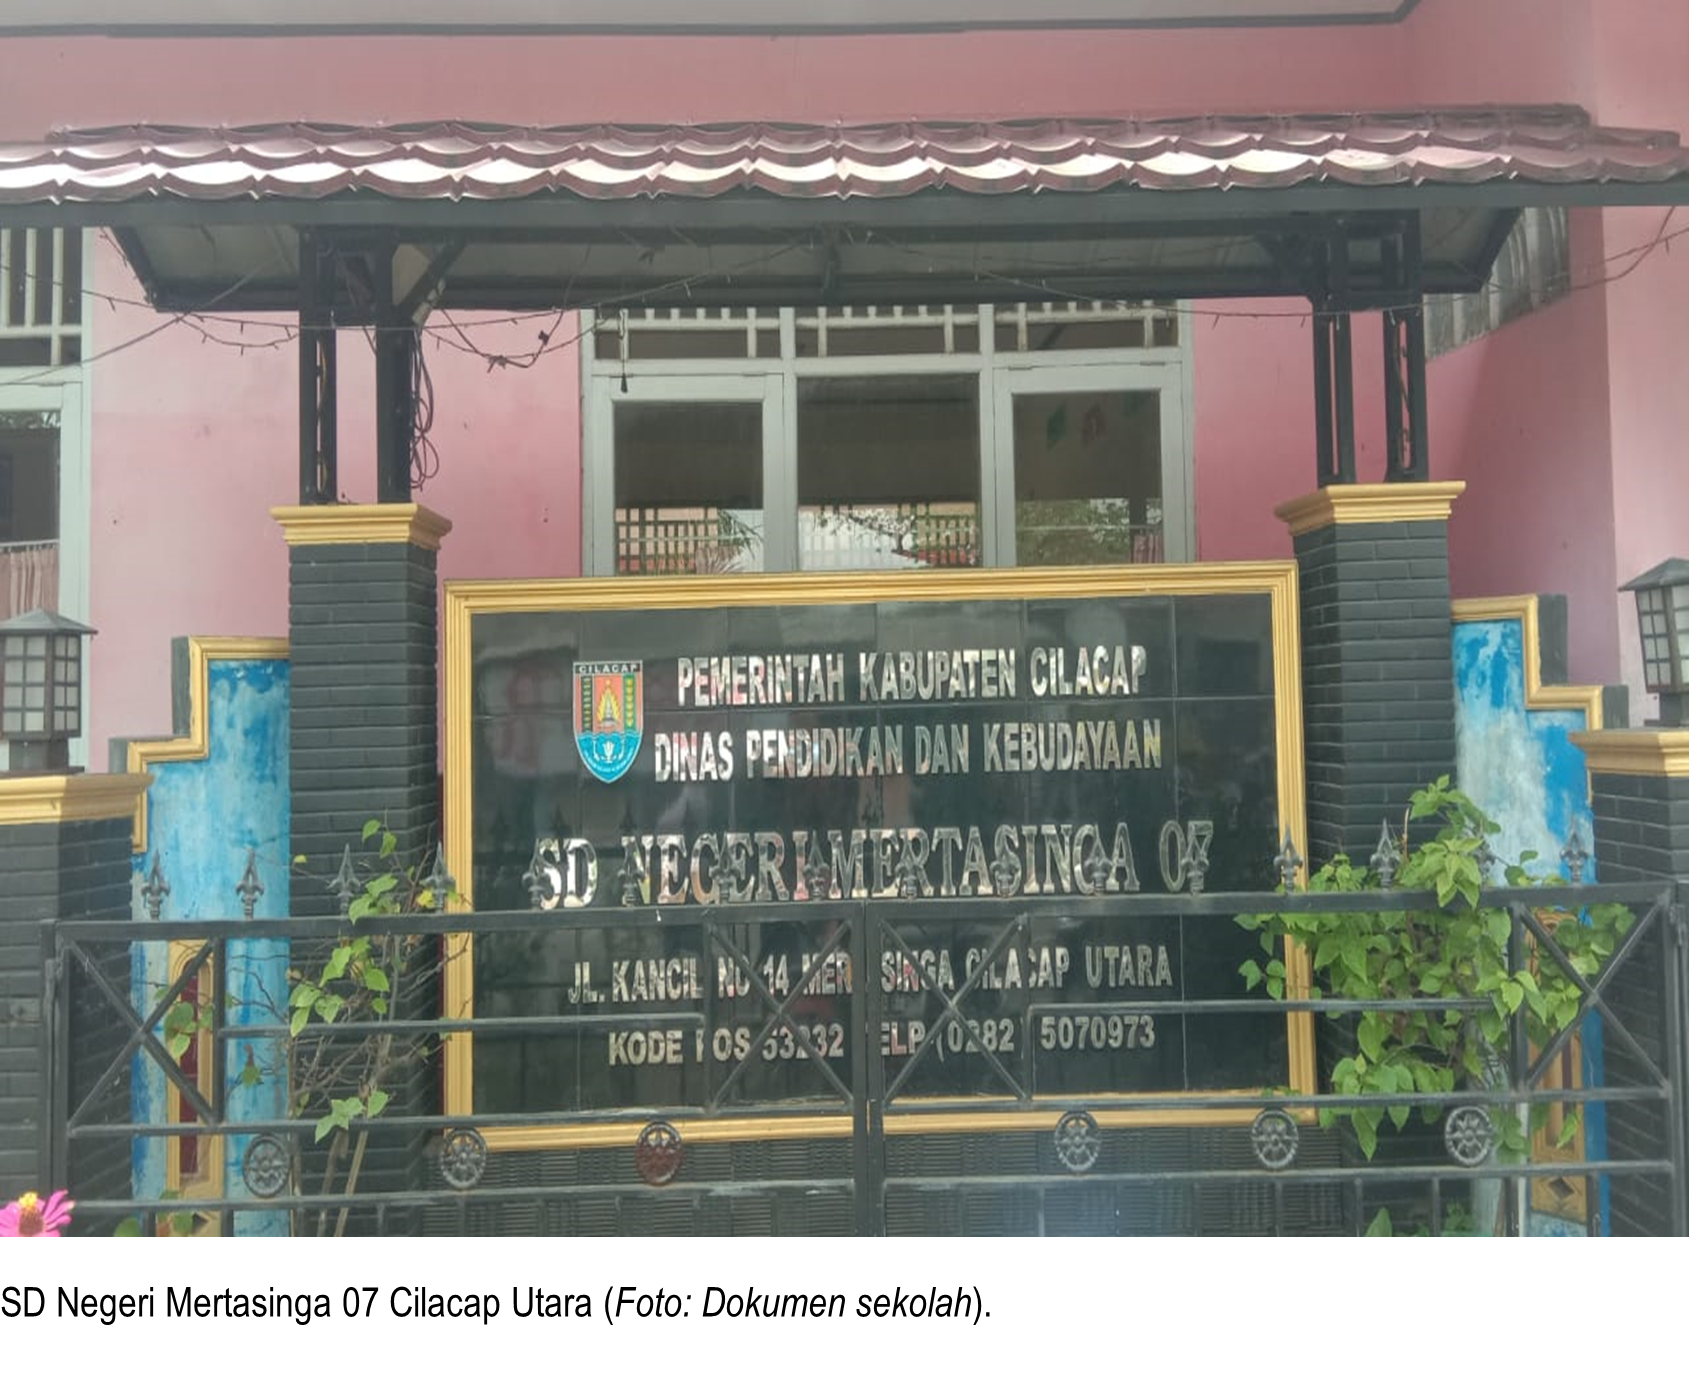 CILACAP
PEMERINTAH KABUPATEN CILACAP
DINAS PENDIDIKAN DAN KEBUDAYAAN
SD NEGERI MERTASINGA 07
JL. KANCIL NO 14 MERTASINGA CILACAP UTARA
KODE POS 53232 TELP (0282) 5070973
SD Negeri Mertasinga 07 Cilacap Utara (Foto: Dokumen sekolah).